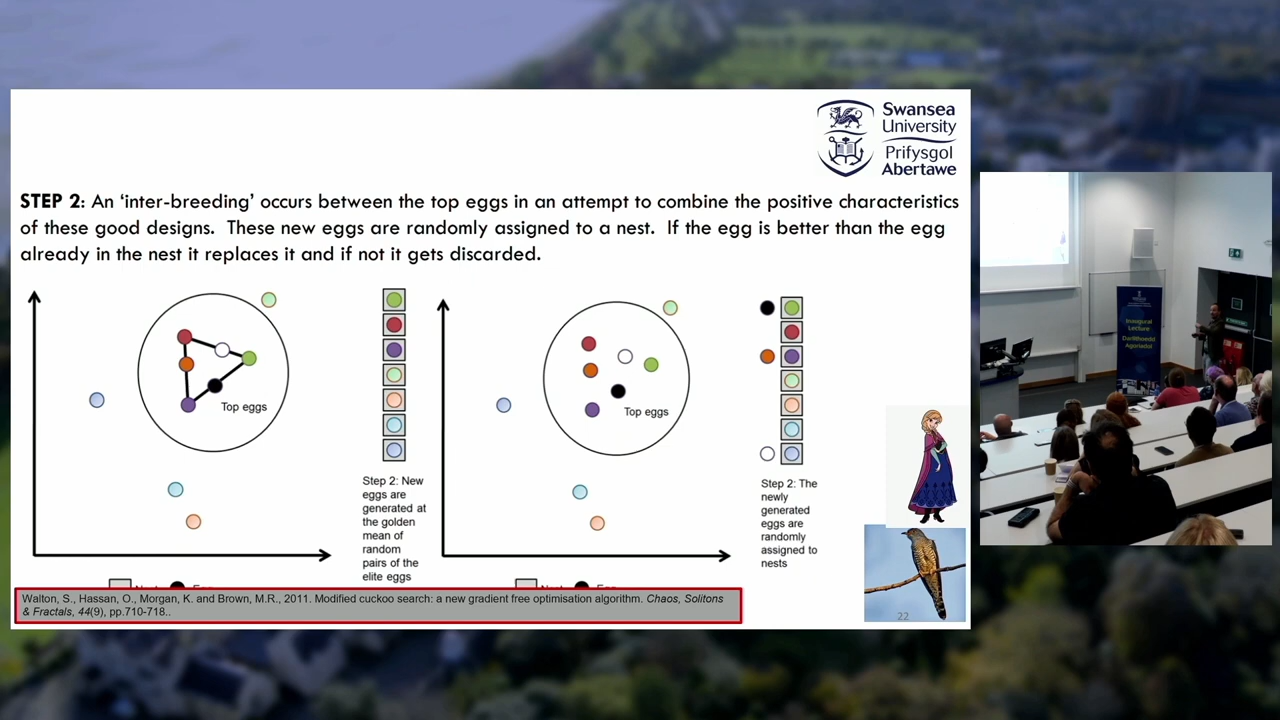 Swansea
University
Prifysgol
Abertawe
STEP 2: An ‘inter-breeding’ occurs between the top eggs in an attempt to combine the positive characteristics
of these good designs. These new eggs are randomly assigned to a nest. If the egg is better than the egg
already in the nest it replaces it and if not it gets discarded.
Top eggs
Step 2: New
eggs are
generated at
the golden
mean of
random
pairs of the
elite eggs
Top eggs
Step 2: The
newly
generated
eggs are
randomly
assigned to
nests
Walton, S., Hassan, O., Morgan, K. and Brown, M.R., 2011. Modified cuckoo search: a new gradient free optimisation algorithm. Chaos, Solitons
& Fractals, 44(9), pp.710-718..
22
Inaugural
Lecture
Darlithoedd
Agoriadol